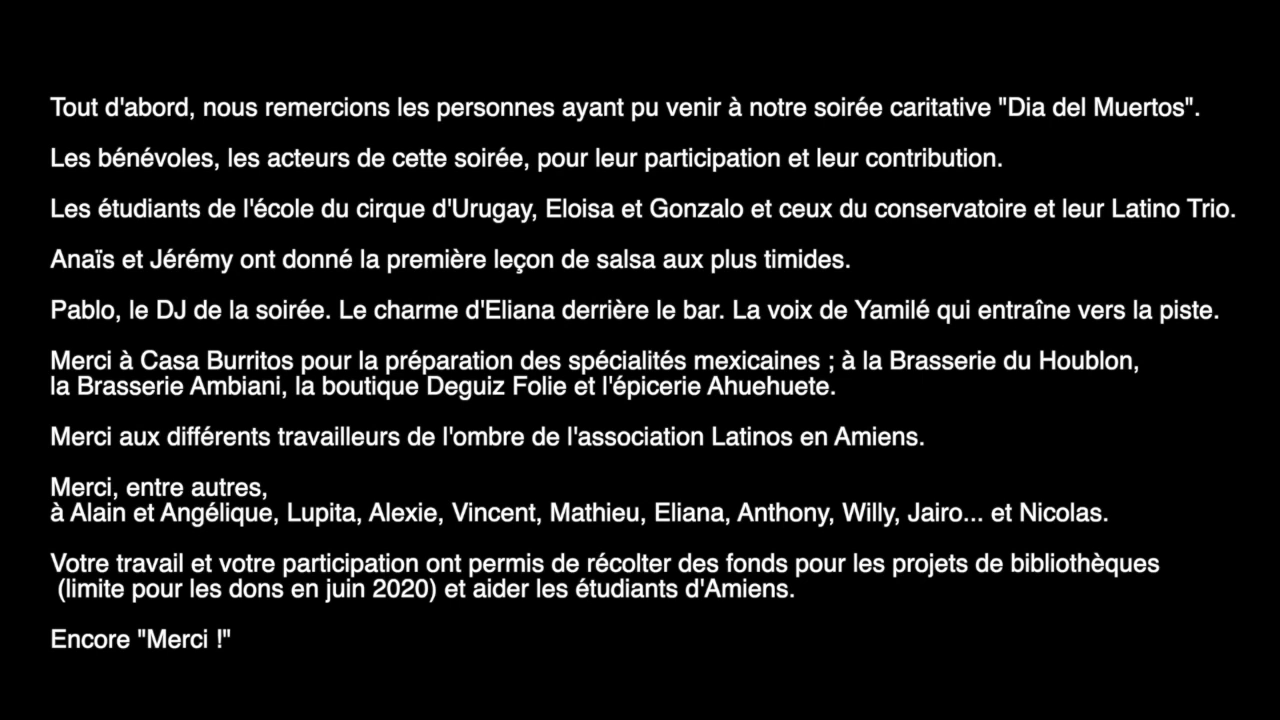 Tout d'abord, nous remercions les personnes ayant pu venir à notre soirée caritative "Dia del Muertos".
Les bénévoles, les acteurs de cette soirée, pour leur participation et leur contribution.
Les étudiants de l'école du cirque d'Urugay, Eloisa et Gonzalo et ceux du conservatoire et leur Latino Trio.
Anaïs et Jérémy ont donné la première leçon de salsa aux plus timides.
Pablo, le DJ de la soirée. Le charme d'Eliana derrière le bar. La voix de Yamilé qui entraîne vers la piste.
Merci à Casa Burritos pour la préparation des spécialités mexicaines ; à la Brasserie du Houblon,
la Brasserie Ambiani, la boutique Deguiz Folie et l'épicerie Ahuehuete.
Merci aux différents travailleurs de l'ombre de l'association Latinos en Amiens.
Merci, entre autres,
à Alain et Angélique, Lupita, Alexie, Vincent, Mathieu, Eliana, Anthony, Willy, Jairo... et Nicolas.
Votre travail et votre participation ont permis de récolter des fonds pour les projets de bibliothèques
(limite pour les dons en juin 2020) et aider les étudiants d'Amiens.
Encore "Merci !"